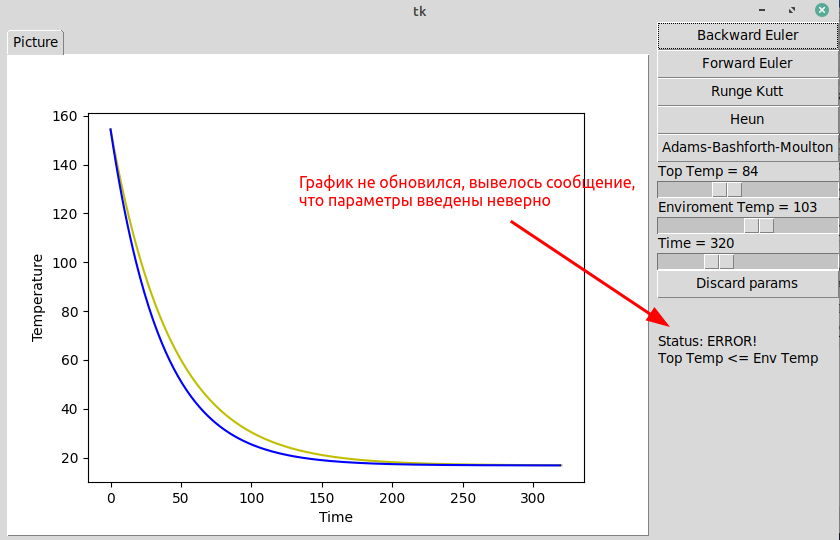 tk
Picture
Backward Euler
Forward Euler
Runge Kutt
Heun
Adams-Bashforth-Moulton
Top Temp = 84
Enviroment Temp = 103
Time = 320
Discard params
Status: ERROR!
Top Temp <= Env Temp
График не обновился, вывелось сообщение,
что параметры введены неверно
160
140
120
100
80
60
40
20
Temperature
0
50
100
150
200
250
300
Time